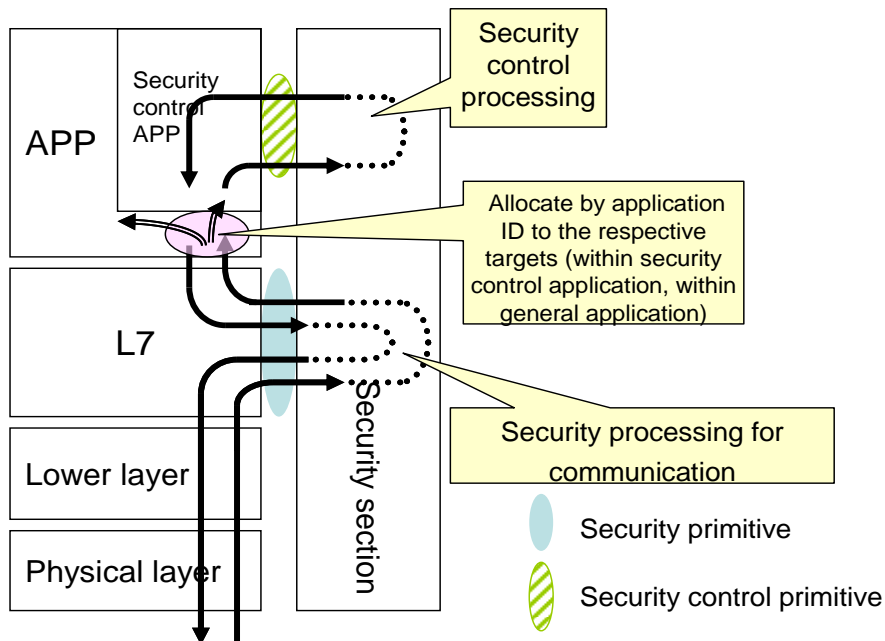 Security
control
APP
APP
Security
control
processing
Allocate by application
ID to the respective
targets (within security
control application, within
general application)
L7
Security section
Security processing for
communication
Lower layer
Physical layer
Security primitive
Security control primitive